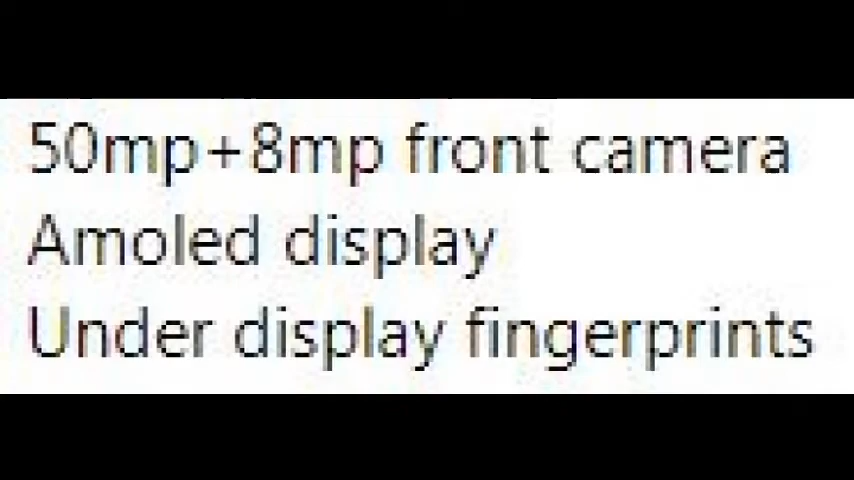 50mp+8mp front camera
Amoled display
Under display fingerprints